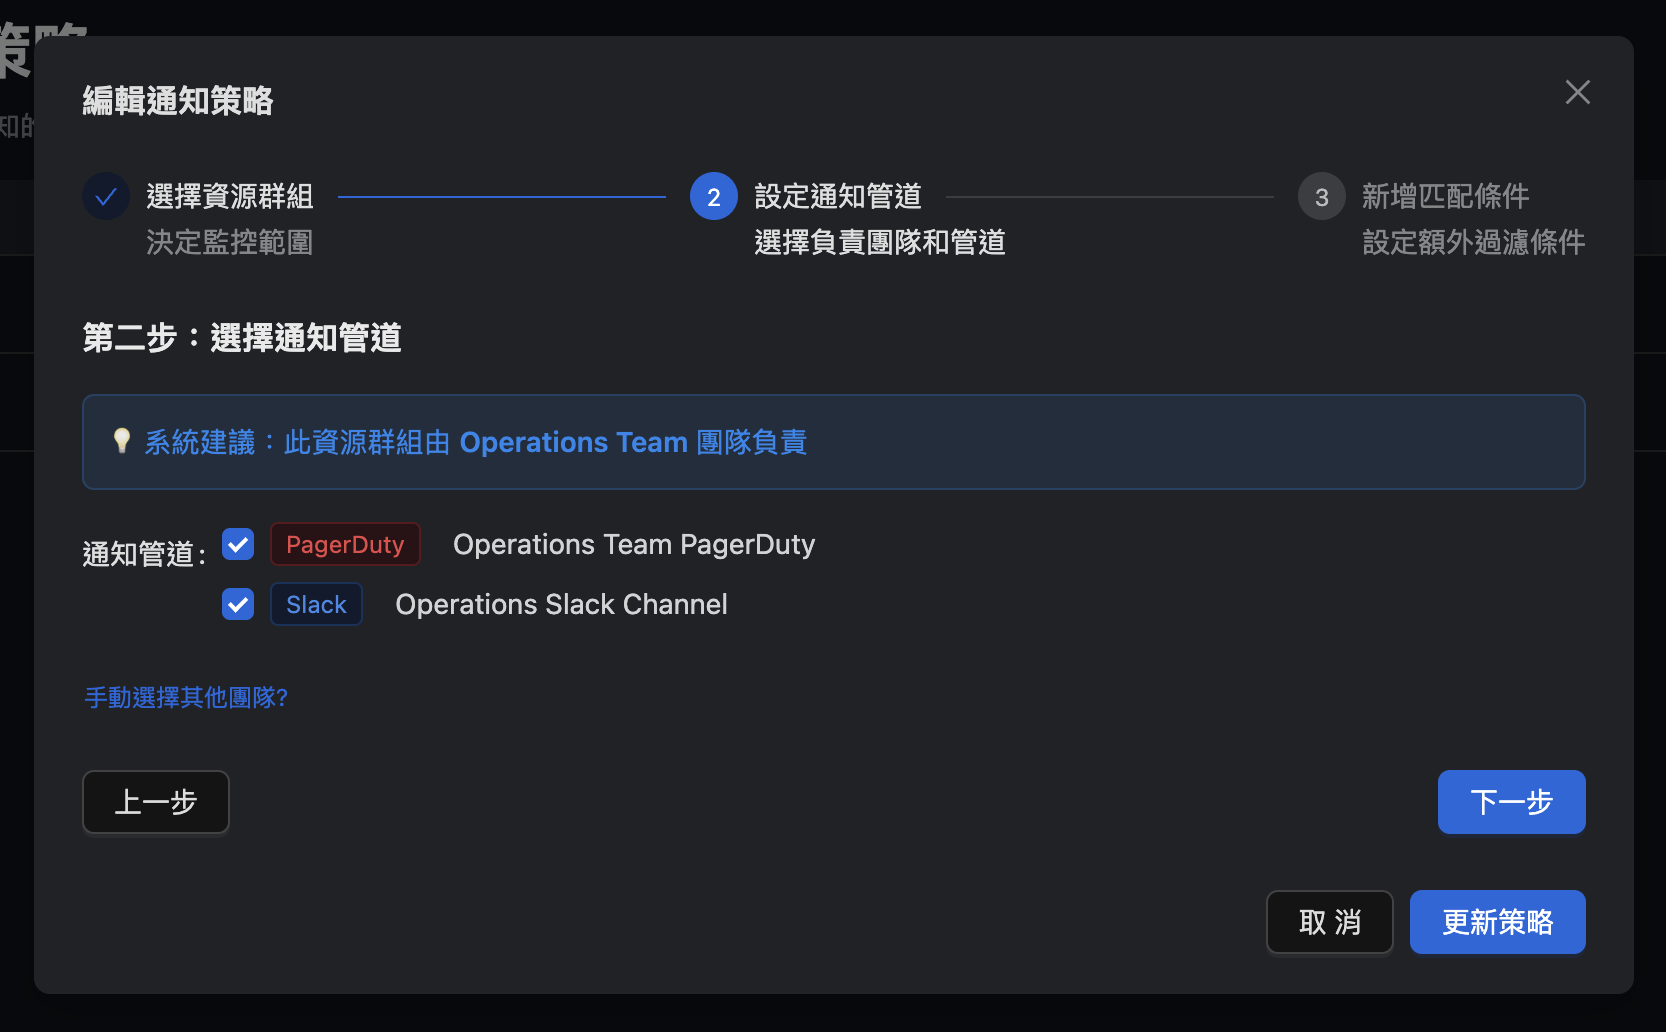 策略
知的
編輯通知策略
選擇資源群組
決定監控範圍
2
設定通知管道
選擇負責團隊和管道
3
新增匹配條件
設定額外過濾條件
第二步：選擇通知管道
系統建議：此資源群組由 Operations Team 團隊負責
通知管道:
PagerDuty Operations Team PagerDuty
Slack Operations Slack Channel
手動選擇其他團隊?
上一步
下一步
取 消
更新策略